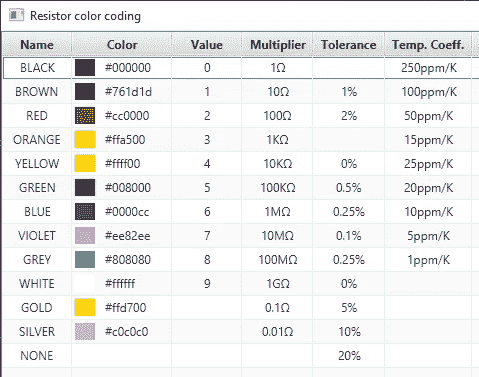 Resistor color coding
Name Color Value Multiplier Tolerance Temp. Coeff.
BLACK #000000 0 1Ω 250ppm/K
BROWN #761d1d 1 10Ω 1% 100ppm/K
RED #cc0000 2 100Ω 2% 50ppm/K
ORANGE #ffa500 3 1KΩ 15ppm/K
YELLOW #ffff00 4 10KΩ 0% 25ppm/K
GREEN #008000 5 100KΩ 0.5% 20ppm/K
BLUE #0000cc 6 1MΩ 0.25% 10ppm/K
VIOLET #ee82ee 7 10MΩ 0.1% 5ppm/K
GREY #808080 8 100MΩ 0.25% 1ppm/K
WHITE #ffffff 9 1GΩ 0%
GOLD #ffd700 0.1Ω 5%
SILVER #c0c0c0 0.01Ω 10%
NONE 20%